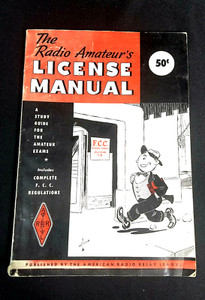 The
Radio Amateur's
LICENSE
MANUAL
50¢
A
STUDY
GUIDE
FOR
THE
AMATEUR
EXAMS
Includes
COMPLETE
F. C. C.
REGULATIONS
F.C.C.
PUBLISHED BY THE AMERICAN RADIO RELAY LEAGUE